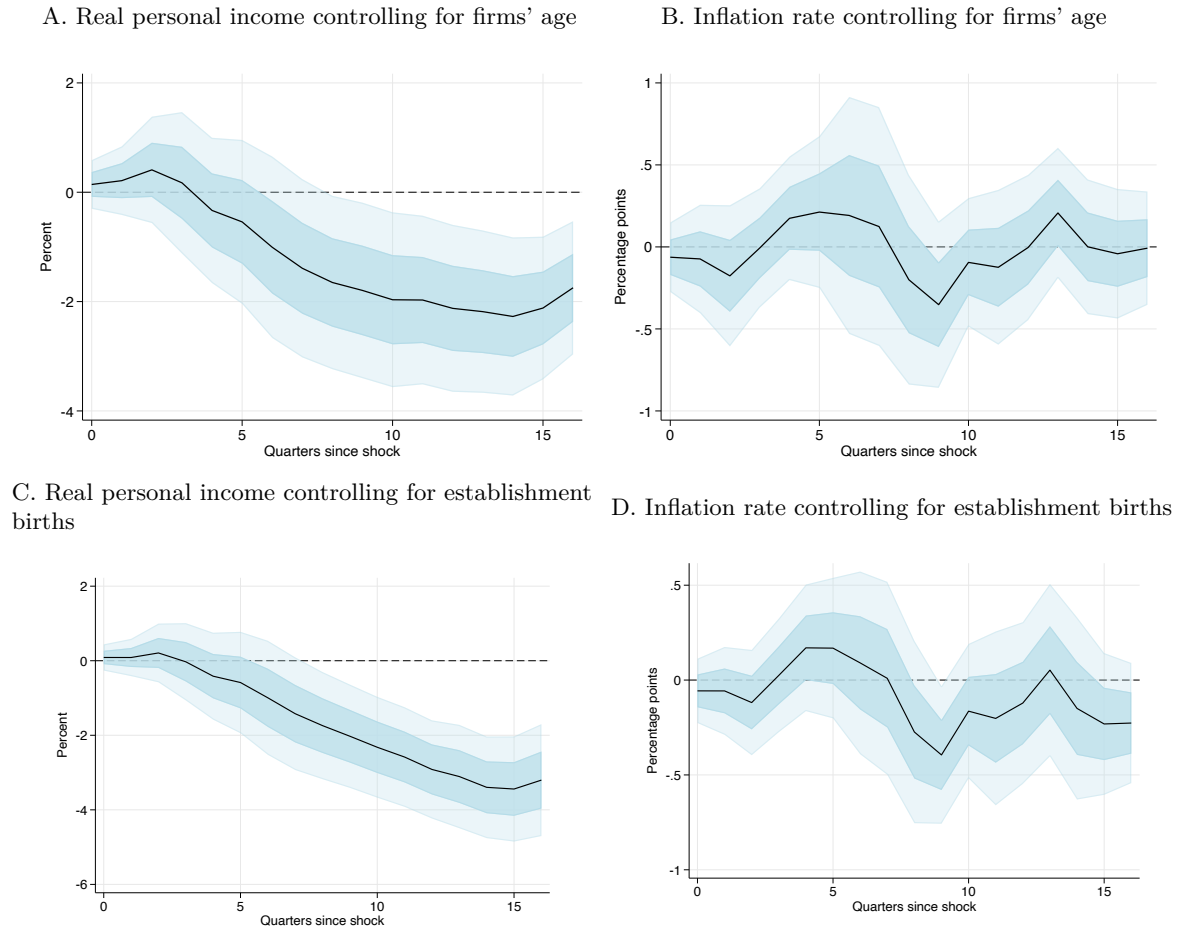 A. Real personal income controlling for firms' age
2
0
-2
-4
Percent
0
5
10
15
Quarters since shock
B. Inflation rate controlling for firms' age
1
.5
0
-.5
-1
Percentage points
0
5
10
15
Quarters since shock
C. Real personal income controlling for establishment
births
2
0
-2
-4
-6
Percent
0
5
10
15
Quarters since shock
D. Inflation rate controlling for establishment births
.5
0
-.5
-1
Percentage points
0
5
10
15
Quarters since shock